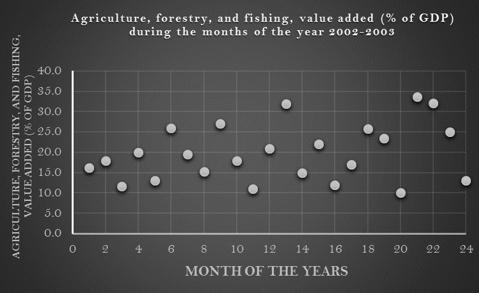 Agriculture, forestry, and fishing, value added (% of GDP)
during the months of the year 2002-2003
AGRICULTURE, FORESTRY, AND FISHING,
VALUE ADDED (% OF GDP)
40.0
35.0
30.0
25.0
20.0
15.0
10.0
5.0
0.0
0 2 4 6 8 10 12 14 16 18 20 22 24
MONTH OF THE YEARS